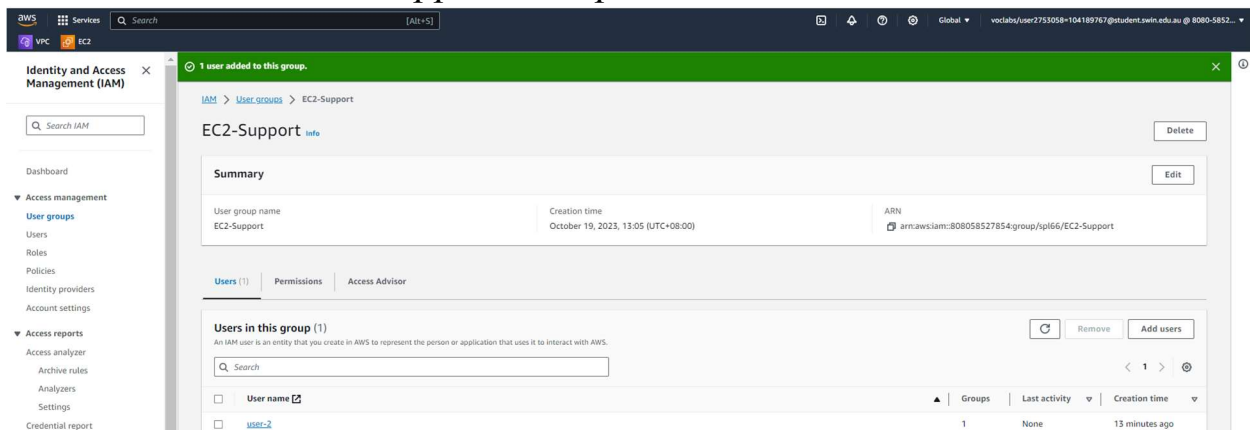 aws Services Search [Alt+S] Global voclabs/user2753058=104189767@student.swin.edu.au @ 8080-5852...
VPC EC2
Identity and Access Management (IAM)
Search IAM
Dashboard
Access management
User groups
Users
Roles
Policies
Identity providers
Account settings
Access reports
Access analyzer
Archive rules
Analyzers
Settings
Credential report
1 user added to this group.
IAM > User groups > EC2-Support
EC2-Support Info
Delete
Summary
Edit
User group name
EC2-Support
Creation time
October 19, 2023, 13:05 (UTC+08:00)
ARN
arn:aws:iam::808058527854:group/spl66/EC2-Support
Users (1) Permissions Access Advisor
Users in this group (1)
Remove Add users
An IAM user is an entity that you create in AWS to represent the person or application that uses it to interact with AWS.
Search
< 1 >
User name Groups Last activity Creation time
user-2 1 None 13 minutes ago